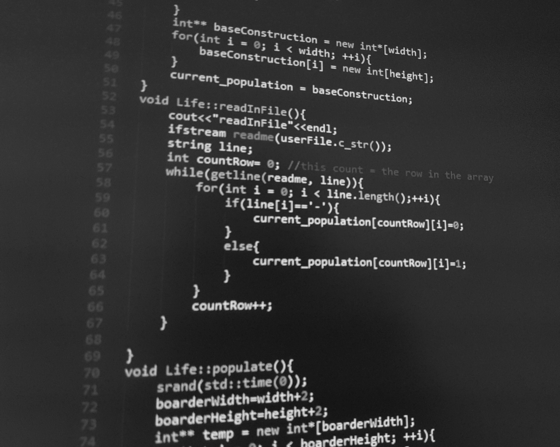 45
46 }
47 int** baseConstruction = new int*[width];
48 for(int i = 0; i < width; ++i){
49 baseConstruction[i] = new int[height];
50 }
51 current_population = baseConstruction;
52 }
53 void Life::readInFile(){
54 cout<<"readInFile"<<endl;
55 ifstream readme(userFile.c_str());
56 string line;
57 int countRow= 0; //this count = the row in the array
58 while(getline(readme, line)){
59 for(int i = 0; i < line.length();++i){
60 if(line[i]=='-'){
61 current_population[countRow][i]=0;
62 }
63 else{
64 current_population[countRow][i]=1;
65 }
66 }
67 countRow++;
68 }
69 }
70 void Life::populate(){
71 srand(std::time(0));
72 boarderWidth=width+2;
73 boarderHeight=height+2;
74 int** temp = new int*[boarderWidth];
i < boarderHeight; ++i){